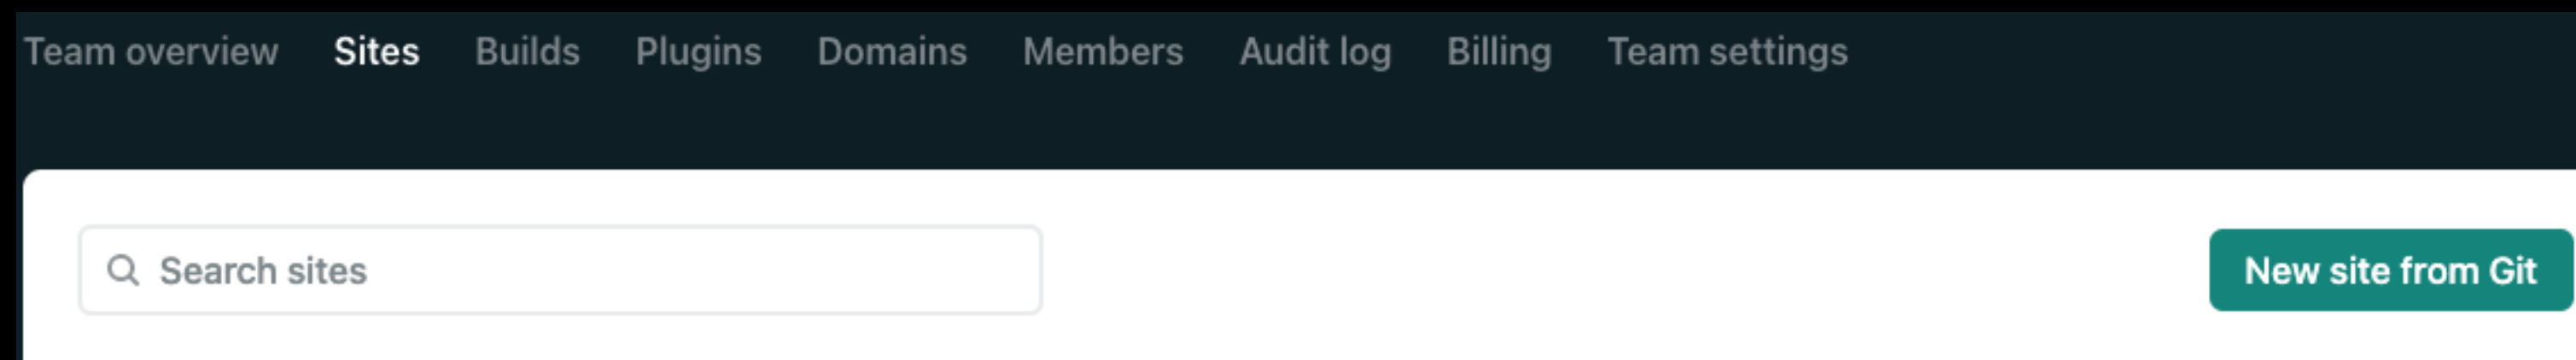 Team overview Sites Builds Plugins Domains Members Audit log Billing Team settings
Search sites New site from Git